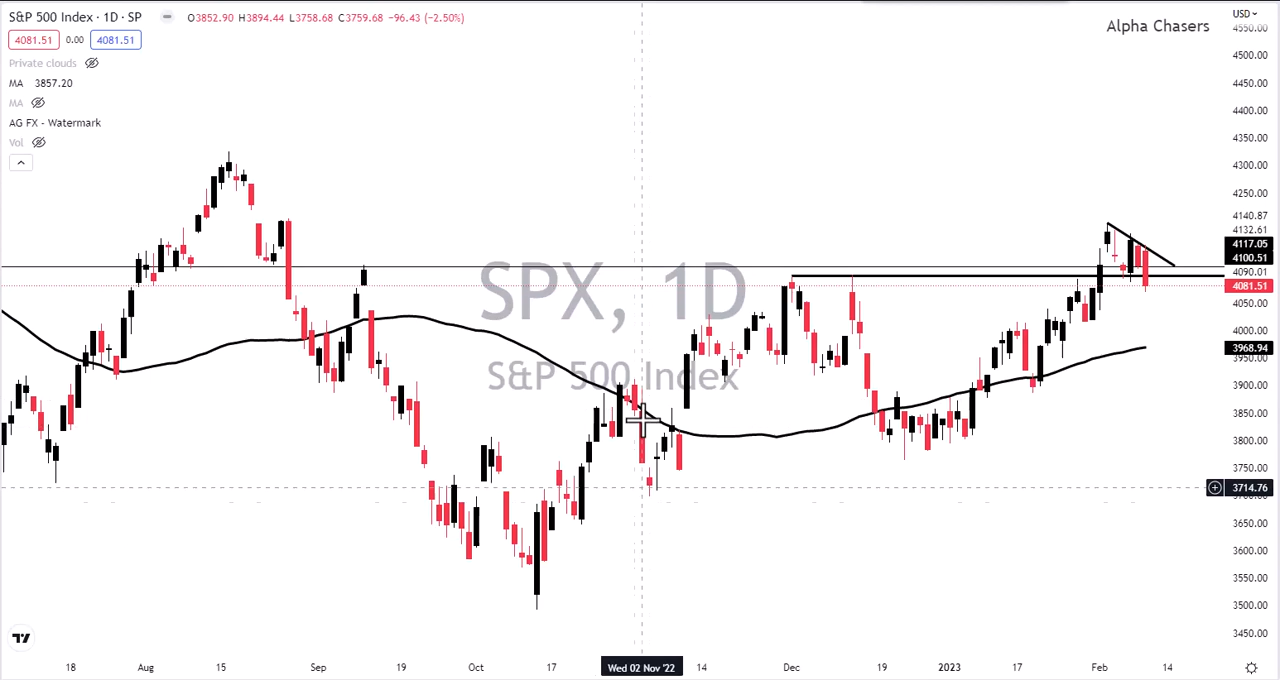 S&P 500 Index · 1D · SP O3852.90 H3894.44 L3758.68 C3759.68 −96.43 (−2.50%)
4081.51 0.00 4081.51
Private clouds
MA 3857.20
MA
AG FX - Watermark
Vol
Alpha Chasers
USD
4550.00
4500.00
4450.00
4400.00
4350.00
4300.00
4250.00
4140.87
4132.61
4117.05
4100.51
4090.01
4081.51
4050.00
4000.00
3968.94
3950.00
3900.00
3850.00
3800.00
3750.00
3714.76
3700.00
3650.00
3600.00
3550.00
3500.00
3450.00
SPX, 1D
S&P 500 Index
18 Aug 15 Sep 19 Oct 17 Wed 02 Nov '22 14 Dec 19 2023 17 Feb 14